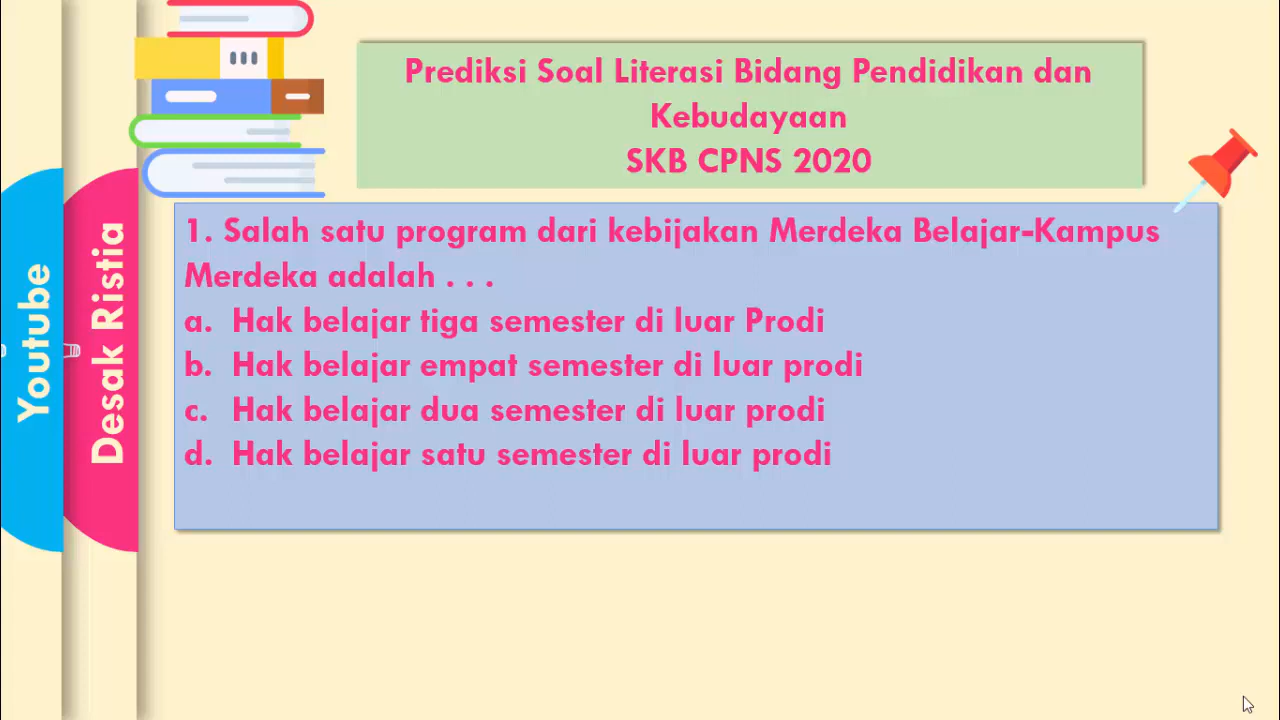 Prediksi Soal Literasi Bidang Pendidikan dan
Kebudayaan
SKB CPNS 2020
Youtube
Desak Ristia
1. Salah satu program dari kebijakan Merdeka Belajar-Kampus
Merdeka adalah . . .
a. Hak belajar tiga semester di luar Prodi
b. Hak belajar empat semester di luar prodi
c. Hak belajar dua semester di luar prodi
d. Hak belajar satu semester di luar prodi